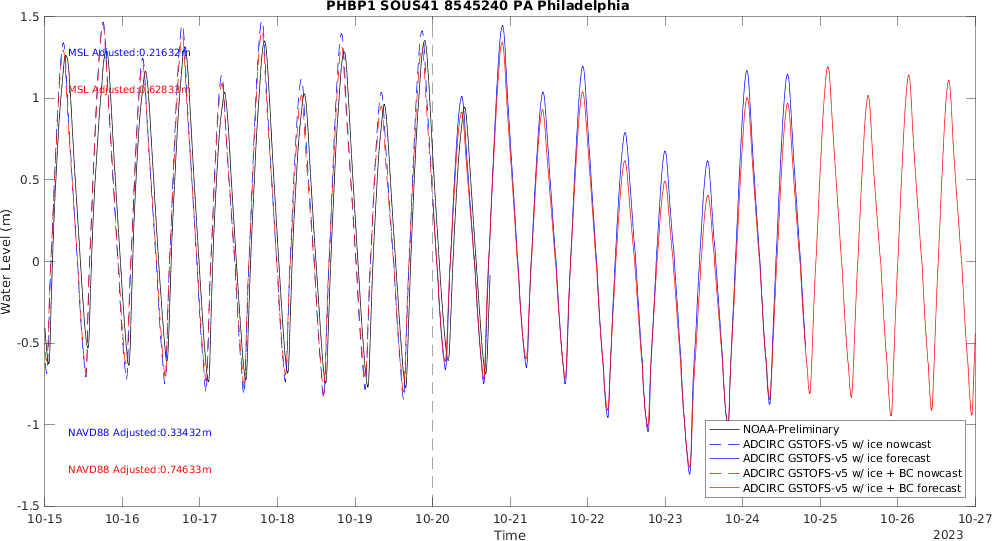 PHBP1 SOUS41 8545240 PA Philadelphia
1.5
MSL Adjusted:0.21632m
MSL Adjusted:0.62833m
1
0.5
0
-0.5
-1
-1.5
Water Level (m)
NAVD88 Adjusted:0.33432m
NAVD88 Adjusted:0.74633m
NOAA-Preliminary
ADCIRC GSTOFS-v5 w/ ice nowcast
ADCIRC GSTOFS-v5 w/ ice forecast
ADCIRC GSTOFS-v5 w/ ice + BC nowcast
ADCIRC GSTOFS-v5 w/ ice + BC forecast
10-15 10-16 10-17 10-18 10-19 10-20 10-21 10-22 10-23 10-24 10-25 10-26 10-27
Time
2023